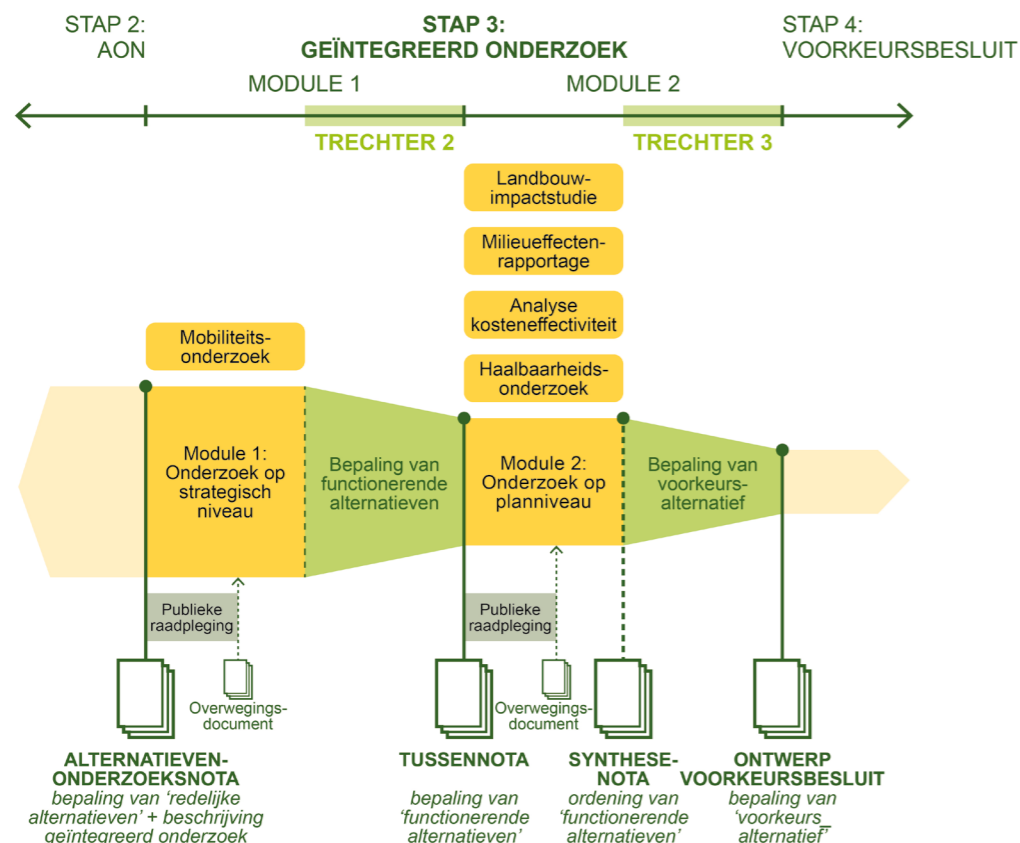 STAP 2:
AON
STAP 3:
GEÏNTEGREERD ONDERZOEK
STAP 4:
VOORKEURSBESLUIT
MODULE 1
MODULE 2
TRECHTER 2
TRECHTER 3
Landbouw-
impactstudie
Milieueffecten-
rapportage
Analyse
kosteneffectiviteit
Haalbaarheids-
onderzoek
Mobiliteits-
onderzoek
Module 1:
Onderzoek op
strategisch
niveau
Bepaling van
functionerende
alternatieven
Module 2:
Onderzoek op
planniveau
Bepaling van
voorkeurs-
alternatief
Publieke
raadpleging
Overwegings-
document
Publieke
raadpleging
Overwegings-
document
ALTERNATIEVEN-
ONDERZOEKSNOTA
bepaling van ‘redelijke
alternatieven’ + beschrijving
geïntegreerd onderzoek
TUSSENNOTA
bepaling van
‘functionerende
alternatieven’
SYNTHESE-
NOTA
ordening van
‘functionerende
alternatieven’
ONTWERP
VOORKEURSBESLUIT
bepaling van
‘voorkeurs_
alternatief’